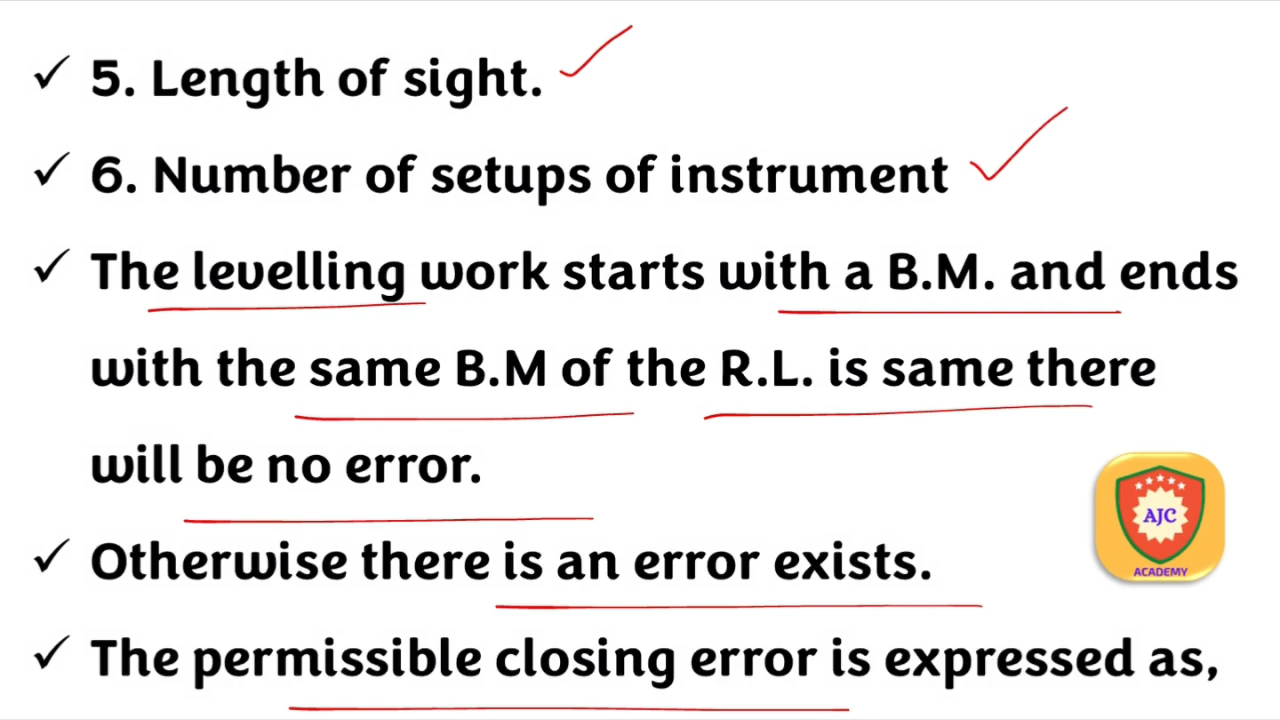 ✓ 5. Length of sight.
✓ 6. Number of setups of instrument
✓ The levelling work starts with a B.M. and ends
with the same B.M of the R.L. is same there
will be no error.
✓ Otherwise there is an error exists.
✓ The permissible closing error is expressed as,
AJC
ACADEMY